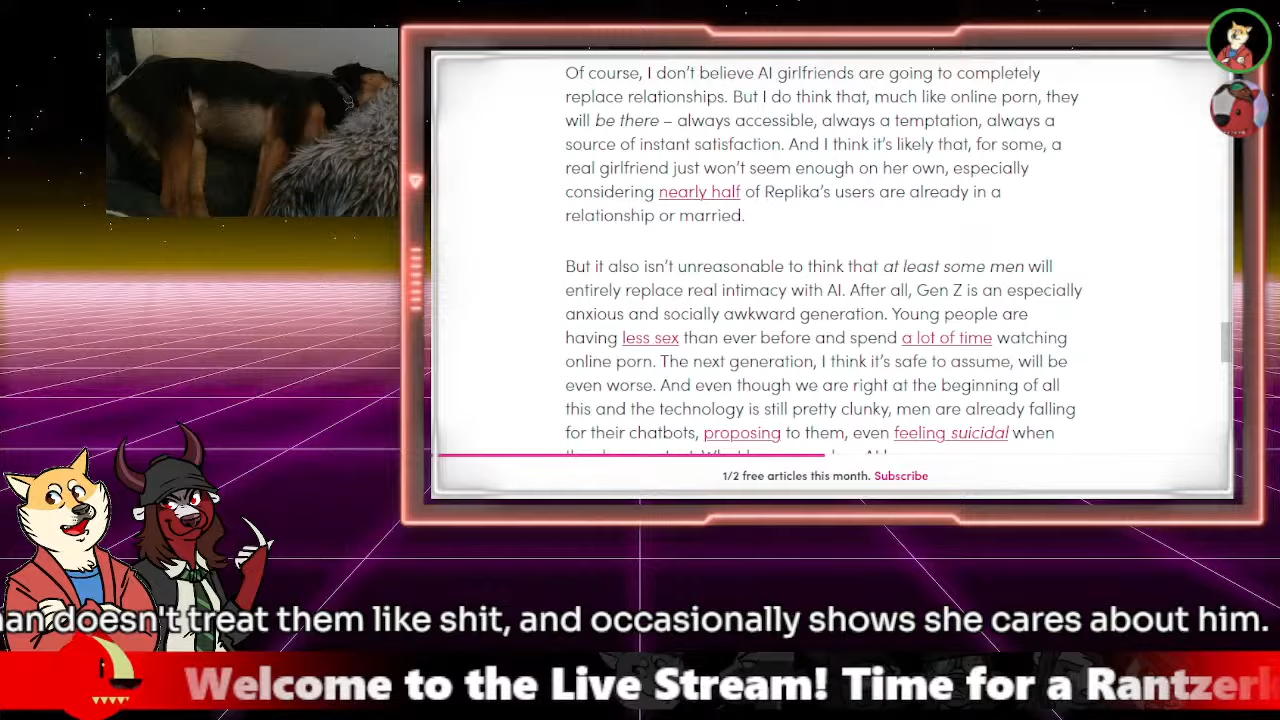 Of course, I don't believe AI girlfriends are going to completely
replace relationships. But I do think that, much like online porn, they
will be there – always accessible, always a temptation, always a
source of instant satisfaction. And I think it's likely that, for some, a
real girlfriend just won't seem enough on her own, especially
considering nearly half of Replika's users are already in a
relationship or married.
But it also isn't unreasonable to think that at least some men will
entirely replace real intimacy with AI. After all, Gen Z is an especially
anxious and socially awkward generation. Young people are
having less sex than ever before and spend a lot of time watching
online porn. The next generation, I think it's safe to assume, will be
even worse. And even though we are right at the beginning of all
this and the technology is still pretty clunky, men are already falling
for their chatbots, proposing to them, even feeling suicidal when
1/2 free articles this month. Subscribe
doesn't treat them like shit, and occasionally shows she cares about him.
Welcome to the Live Stream! Time for a